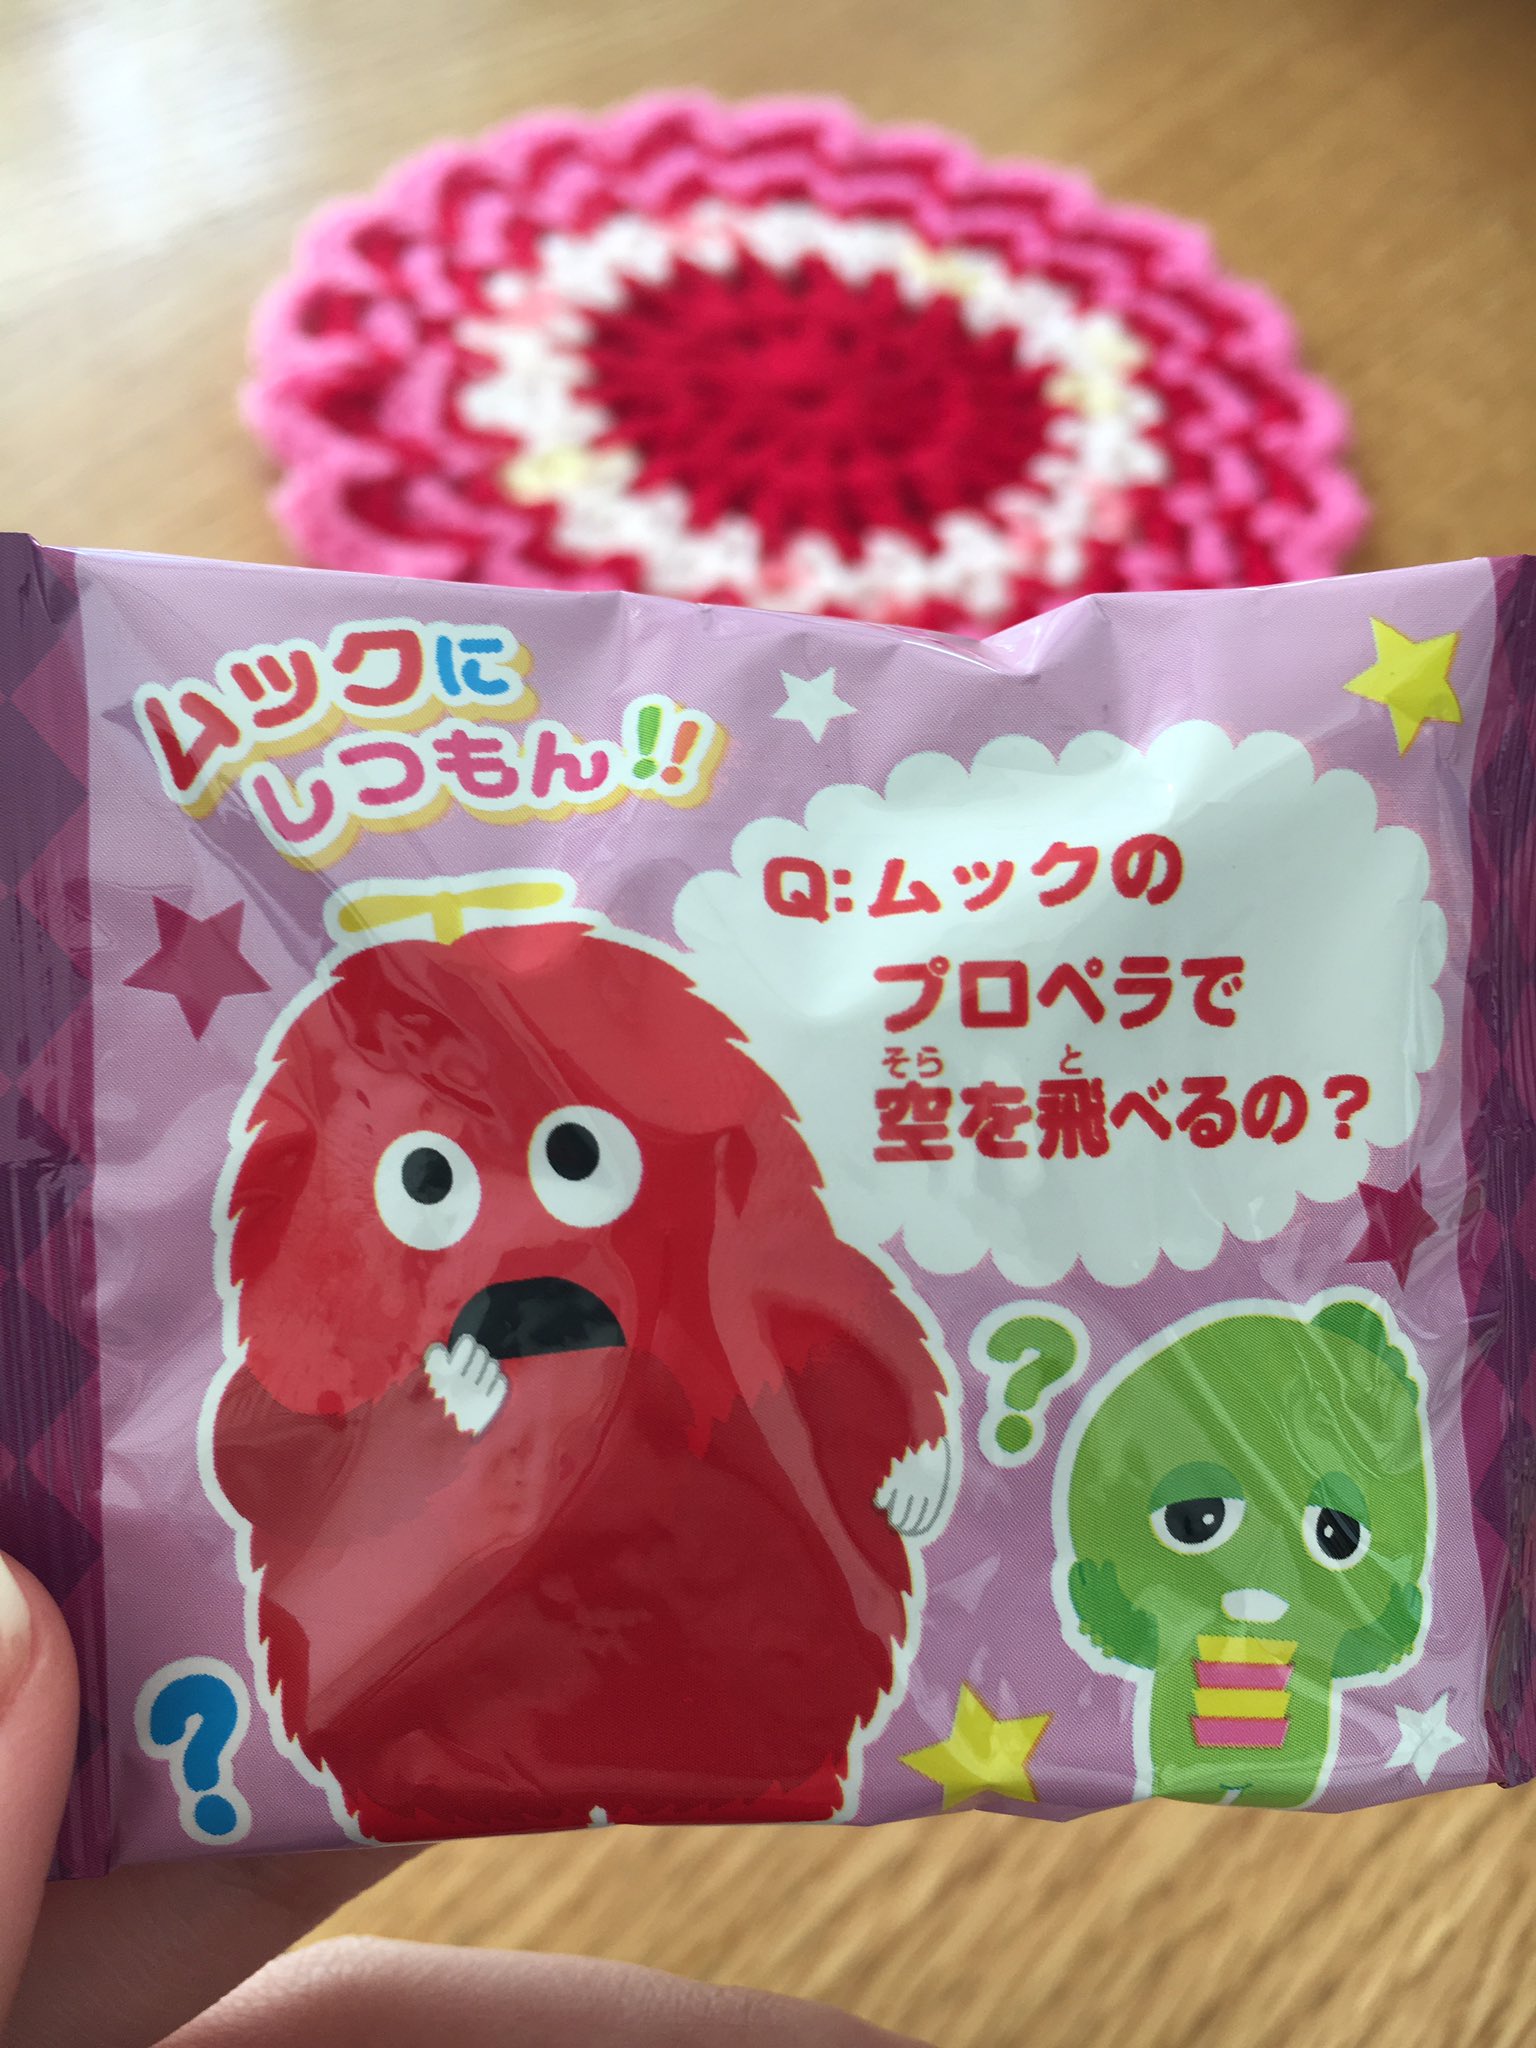 ムックに
しつもん!!
Q:ムックの
プロペラで
そら と
空を飛べるの？
?
?